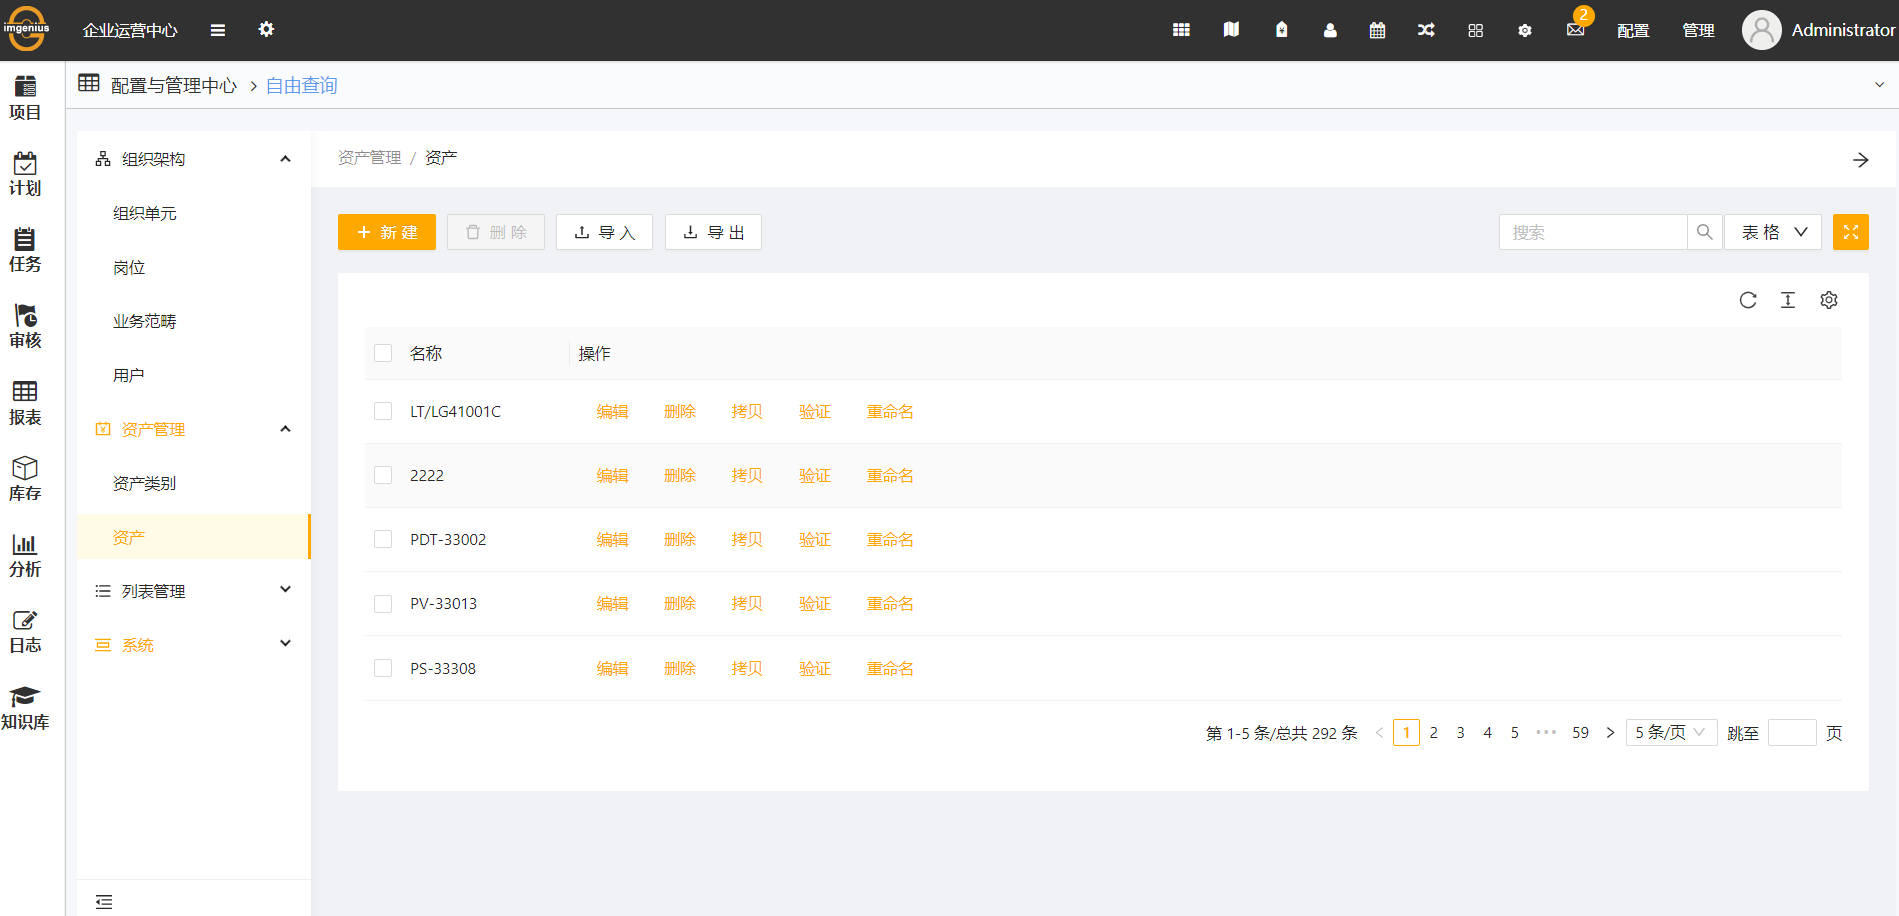 imgenius
企业运营中心
2
配置
管理
Administrator
项目
计划
任务
审核
报表
库存
分析
日志
知识库
配置与管理中心 > 自由查询
组织架构
组织单元
岗位
业务范畴
用户
资产管理
资产类别
资产
列表管理
系统
资产管理 / 资产
+ 新建
删除
导入
导出
搜索
表格
名称 操作
LT/LG41001C 编辑 删除 拷贝 验证 重命名
2222 编辑 删除 拷贝 验证 重命名
PDT-33002 编辑 删除 拷贝 验证 重命名
PV-33013 编辑 删除 拷贝 验证 重命名
PS-33308 编辑 删除 拷贝 验证 重命名
第 1-5 条/总共 292 条 < 1 2 3 4 5 ••• 59 > 5 条/页 跳至 页